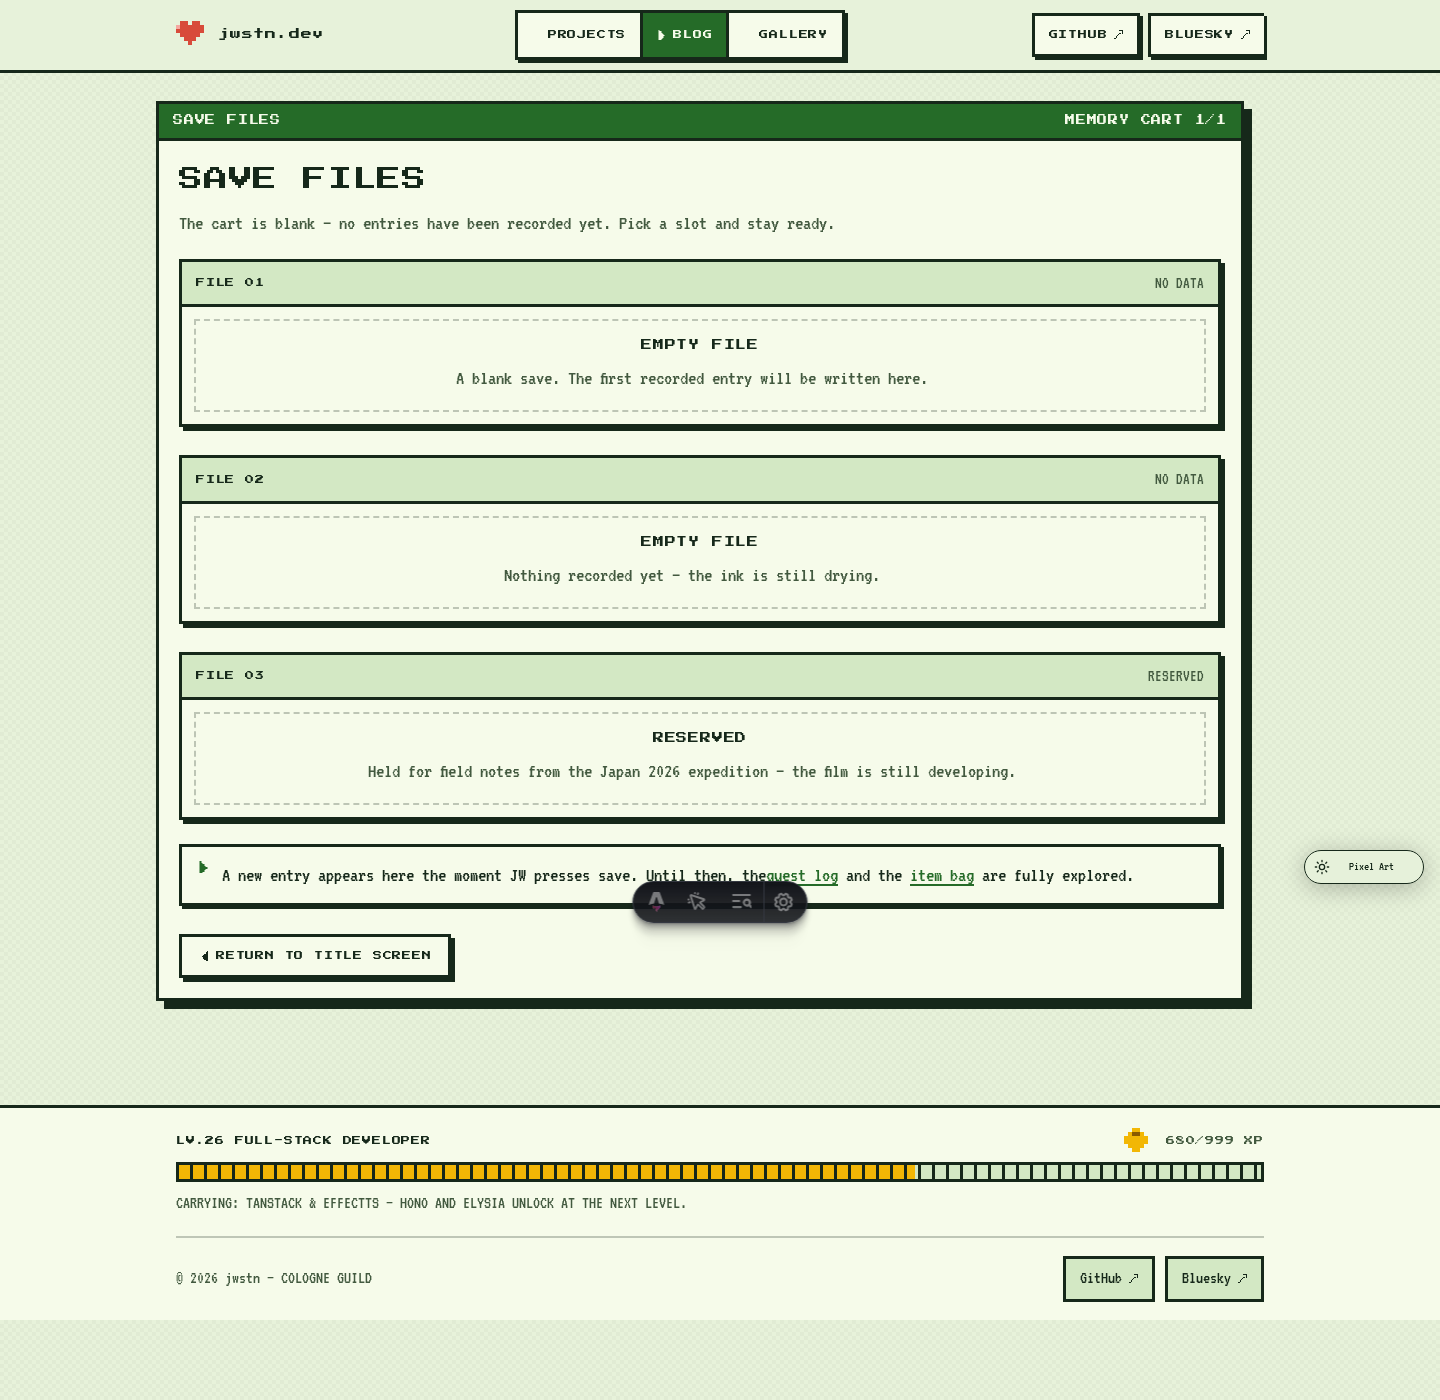 jwstn.dev
PROJECTS
BLOG
GALLERY
GITHUB ↗
BLUESKY ↗
SAVE FILES
MEMORY CART 1/1
SAVE FILES
The cart is blank — no entries have been recorded yet. Pick a slot and stay ready.
FILE 01
NO DATA
EMPTY FILE
A blank save. The first recorded entry will be written here.
FILE 02
NO DATA
EMPTY FILE
Nothing recorded yet — the ink is still drying.
FILE 03
RESERVED
RESERVED
Held for field notes from the Japan 2026 expedition — the film is still developing.
A new entry appears here the moment JW presses save. Until then, thequest log and the item bag are fully explored.
Pixel Art
RETURN TO TITLE SCREEN
LV.26 FULL-STACK DEVELOPER
680/999 XP
CARRYING: TANSTACK & EFFECTTS — HONO AND ELYSIA UNLOCK AT THE NEXT LEVEL.
© 2026 jwstn — COLOGNE GUILD
GitHub ↗
Bluesky ↗